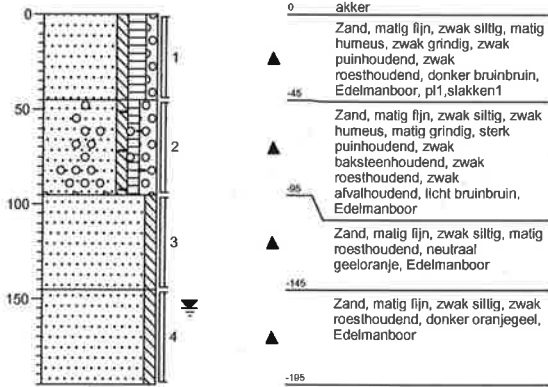 0
50
100
150
1
2
3
4
0 akker
Zand, matig fijn, zwak siltig, matig
humeus, zwak grindig, zwak
puinhoudend, zwak
roesthoudend, donker bruinbruin,
Edelmanboor, pl1,slakken1
-45
Zand, matig fijn, zwak siltig, zwak
humeus, matig grindig, sterk
puinhoudend, zwak
baksteenhoudend, zwak
roesthoudend, zwak
afvalhoudend, licht bruinbruin,
Edelmanboor
-95
Zand, matig fijn, zwak siltig, matig
roesthoudend, neutraal
geeloranje, Edelmanboor
-145
Zand, matig fijn, zwak siltig, zwak
roesthoudend, donker oranjegeel,
Edelmanboor
-195